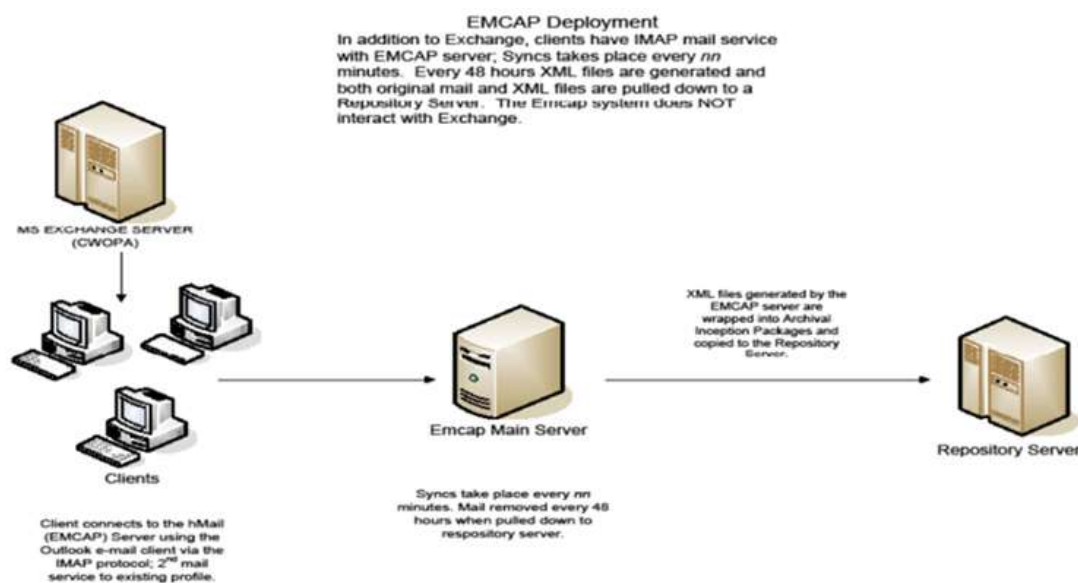 EMCAP Deployment
In addition to Exchange, clients have IMAP mail service
with EMCAP server; Syncs takes place every nn
minutes. Every 48 hours XML files are generated and
both original mail and XML files are pulled down to a
Repository Server. The Emcap system does NOT
interact with Exchange.
MS EXCHANGE SERVER
(CWOPA)
XML files generated by the
EMCAP server are
wrapped into Archival
Inception Packages and
copied to the Repository
Server.
Emcap Main Server
Repository Server
Clients
Syncs take place every nn
minutes. Mail removed every 48
hours when pulled down to
respository server.
Client connects to the hMail
(EMCAP) Server using the
Outlook e-mail client via the
IMAP protocol; 2nd mail
service to existing profile.